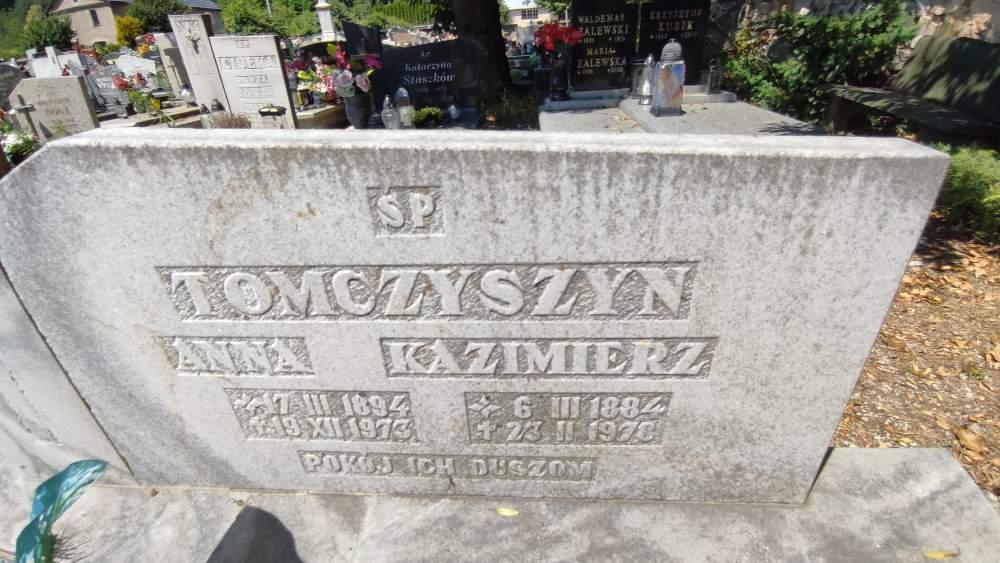 WALDEMAR
ZALEWSKI
MARIA
ZALEWSKA
KRZYSZTOF
KUBIK
Ś.P.
Katarzyna
Staszków
ŚP
TOMCZYSZYN
ANNA KAZIMIERZ
* 17 III 1894 * 6 III 1884
✝ 19 XII 1973 ✝ 23 II 1978
POKÓJ ICH DUSZOM